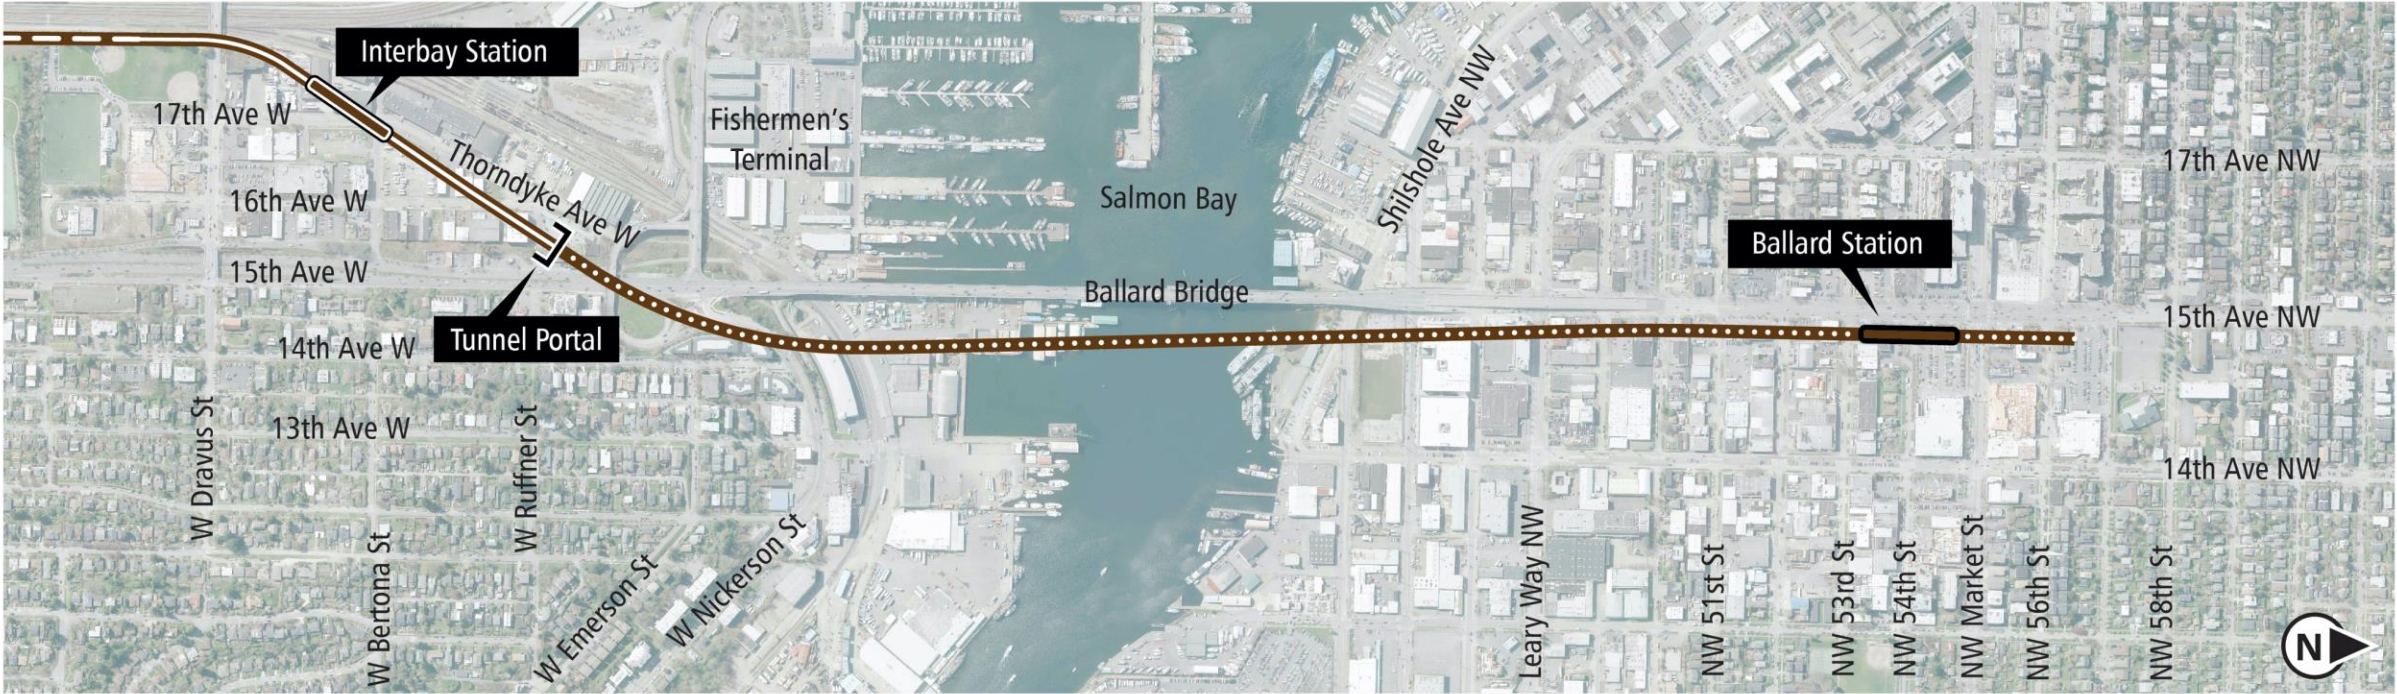 Interbay Station
17th Ave W
Thorndyke Ave W
16th Ave W
15th Ave W
Tunnel Portal
14th Ave W
13th Ave W
W Dravus St
W Bertona St
W Ruffner St
W Emerson St
W Nickerson St
Fishermen's
Terminal
Salmon Bay
Ballard Bridge
Shilshole Ave NW
Ballard Station
17th Ave NW
15th Ave NW
14th Ave NW
Leary Way NW
NW 51st St
NW 53rd St
NW 54th St
NW Market St
NW 56th St
NW 58th St
N